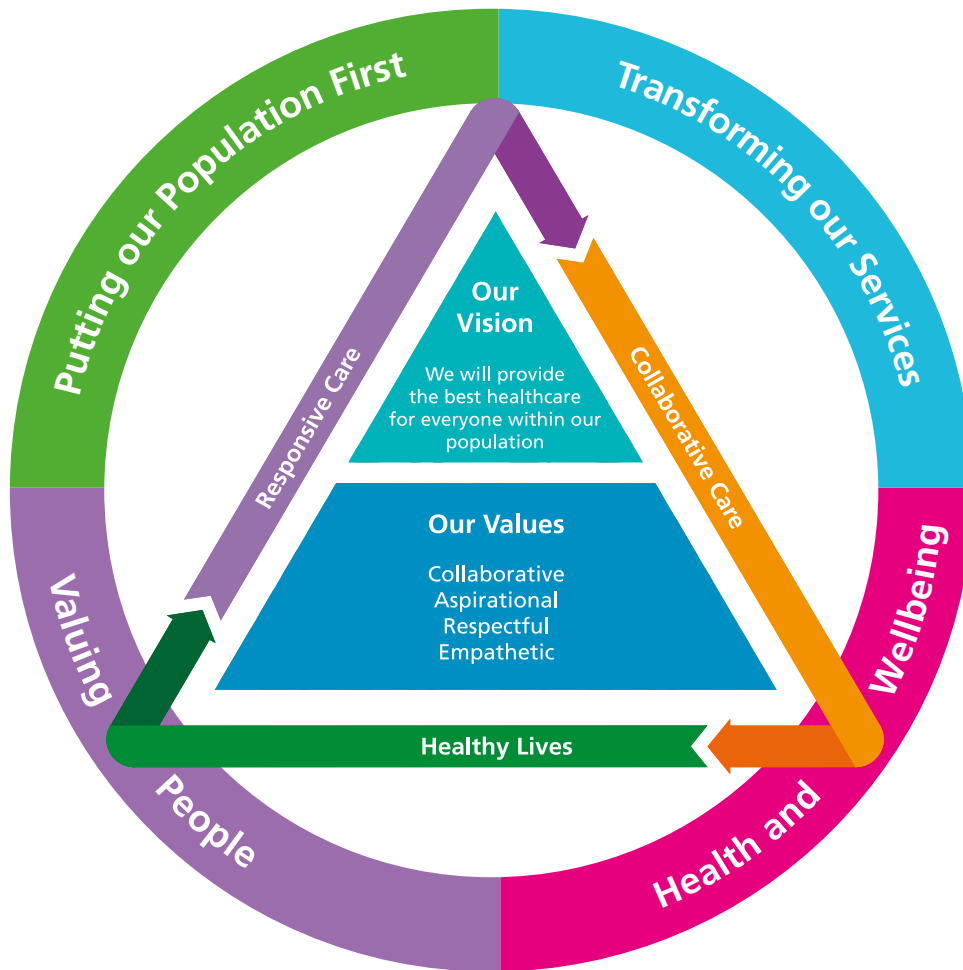 Putting our Population First
Transforming our Services
Responsive Care
Collaborative Care
Our
Vision
We will provide
the best healthcare
for everyone within our
population
Our Values
Collaborative
Aspirational
Respectful
Empathetic
Healthy Lives
Valuing People
Health and Wellbeing